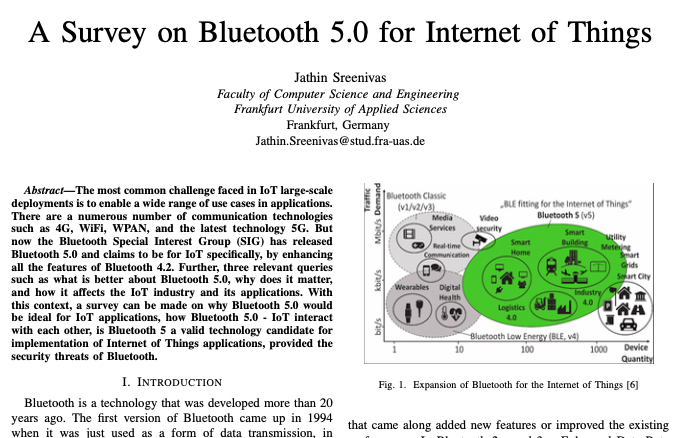 A Survey on Bluetooth 5.0 for Internet of Things
Jathin Sreenivas
Faculty of Computer Science and Engineering
Frankfurt University of Applied Sciences
Frankfurt, Germany
Jathin.Sreenivas@stud.fra-uas.de
Abstract—The most common challenge faced in IoT large-scale
deployments is to enable a wide range of use cases in applications.
There are a numerous number of communication technologies
such as 4G, WiFi, WPAN, and the latest technology 5G. But
now the Bluetooth Special Interest Group (SIG) has released
Bluetooth 5.0 and claims to be for IoT specifically, by enhancing
all the features of Bluetooth 4.2. Further, three relevant queries
such as what is better about Bluetooth 5.0, why does it matter,
and how it affects the IoT industry and its applications. With
this context, a survey can be made on why Bluetooth 5.0 would
be ideal for IoT applications, how Bluetooth 5.0 - IoT interact
with each other, is Bluetooth 5 a valid technology candidate for
implementation of Internet of Things applications, provided the
security threats of Bluetooth.
I. INTRODUCTION
Bluetooth is a technology that was developed more than 20
years ago. The first version of Bluetooth came up in 1994
when it was just used as a form of data transmission, in
Traffic
Demand
Mbit/s
kbit/s
bit/s
Bluetooth Classic
(v1/v2/v3)
„BLE fitting for the Internet of Things"
Bluetooth 5 (v5)
Media
Services
Video
security
Real-time
Communication
Smart
Home
Smart
Building
Utility
Metering
Smart
Grids
Smart City
Wearables
Digital
Health
Logistics
4.0
Industry
4.0
Bluetooth Low Energy (BLE, v4)
1
10
100
1000
Device
Quantity
Fig. 1. Expansion of Bluetooth for the Internet of Things [6]
that came along added new features or improved the existing